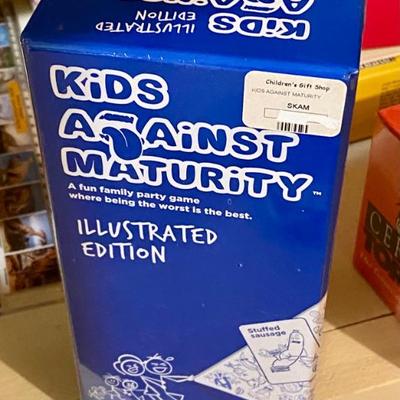 KiDS
AGAiNST
ILLUSTRATED
EDITION
Children's Gift Shop
KIDS AGAINST MATURITY
SKAM
KiDS
AGAiNST
MATURiTY™
A fun family party game
where being the worst is the best.
ILLUSTRATED
EDITION
Stuffed
sausage